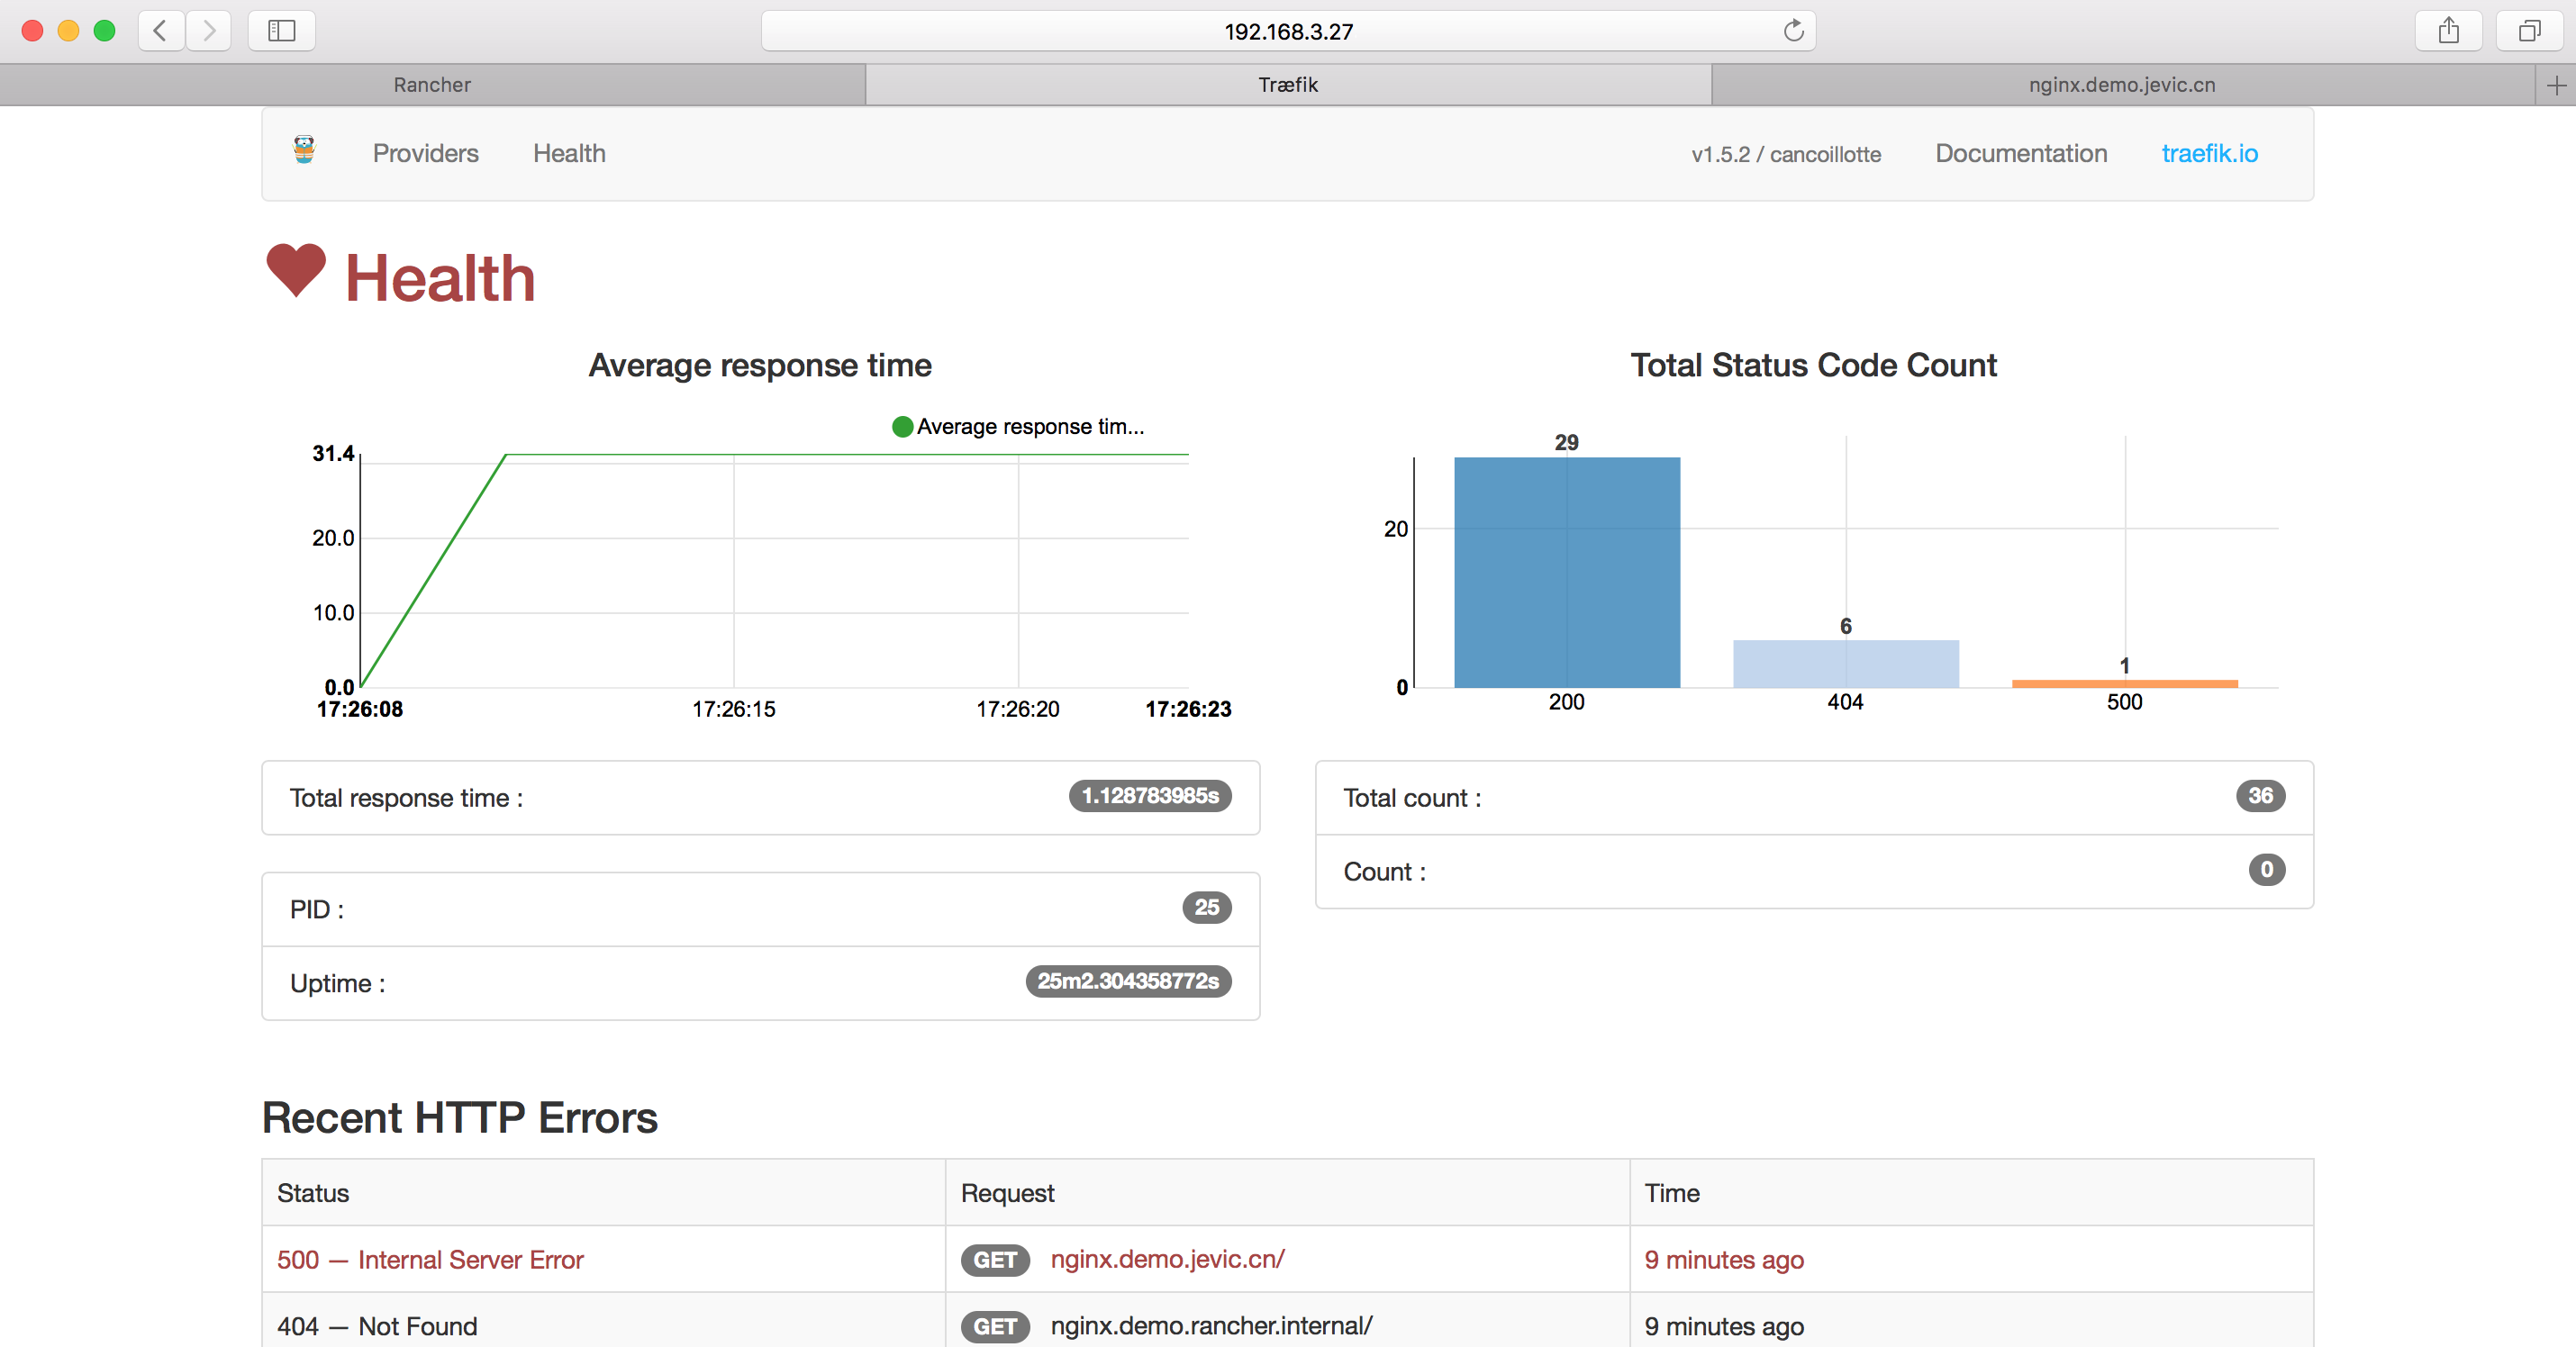 192.168.3.27
Rancher
Træfik
nginx.demo.jevic.cn
Providers Health v1.5.2 / cancoillotte Documentation traefik.io
Health
Average response time
Average response tim...
31.4
20.0
10.0
0.0
17:26:08 17:26:15 17:26:20 17:26:23
Total Status Code Count
29
20
6
1
0
200 404 500
Total response time : 1.128783985s
PID : 25
Uptime : 25m2.304358772s
Total count : 36
Count : 0
Recent HTTP Errors
Status Request Time
500 — Internal Server Error GET nginx.demo.jevic.cn/ 9 minutes ago
404 — Not Found GET nginx.demo.rancher.internal/ 9 minutes ago